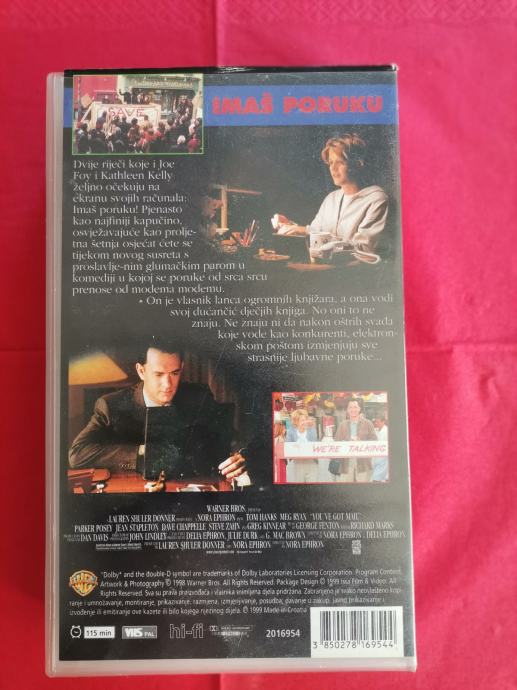 SAVE
IMAŠ PORUKU
Dvije riječi koje i Joe
Foy i Kathleen Kelly
željno očekuju na
ekranu svojih računala:
Imaš poruku! Pjenasto
kao najfiniji kapučino,
osvježavajuće kao proljet-
na šetnja osjećat ćete se
tijekom novog susreta s
proslavlje-nim glumačkim parom u
komediji u kojoj se poruke od srca srcu
prenose od modema modemu.
• On je vlasnik lanca ogromnih knjižara, a ona vodi
svoj dućančić dječjih knjiga. No oni to ne
znaju. Ne znaju ni da nakon oštrih svađa
koje vode kao konkurenti, elektron-
skom poštom izmjenjuju sve
strasnije ljubavne poruke...
WE'RE TALKING
WARNER BROS.
LAUREN SHULER DONNER NORA EPHRON TOM HANKS MEG RYAN "YOU'VE GOT MAIL"
PARKER POSEY JEAN STAPLETON DAVE CHAPPELLE STEVE ZAHN GREG KINNEAR GEORGE FENTON RICHARD MARKS
DAN DAVIS JOHN LINDLEY DELIA EPHRON, JULIE DURK G. MAC BROWN NORA EPHRON DELIA EPHRON
LAUREN SHULER DONNER NORA EPHRON NORA EPHRON
"Dolby" and the double-D symbol are trademarks of Dolby Laboratories Licensing Corporation. Program Content,
Artwork & Photography © 1998 Warner Bros. All Rights Reserved. Package Design © 1999 Issa Film & Video. All
Rights Reserved. Sva prava proizvođača i vlasnika snimljena djela pridržana. Zabranjeno je svako neovlašteno kopi-
ranje i umnožavanje, montiranje, prikazivanje, razmjena, iznajmljivanje, posudba, davanje u zakup, javno prikazivanje i
izvođenje ili emitiranje ove kasete ili bilo kojega njezinog dijela. © 1999 Made in Croatia
115 min
VHS PAL
hi-fi
2016954
3 850278 169544